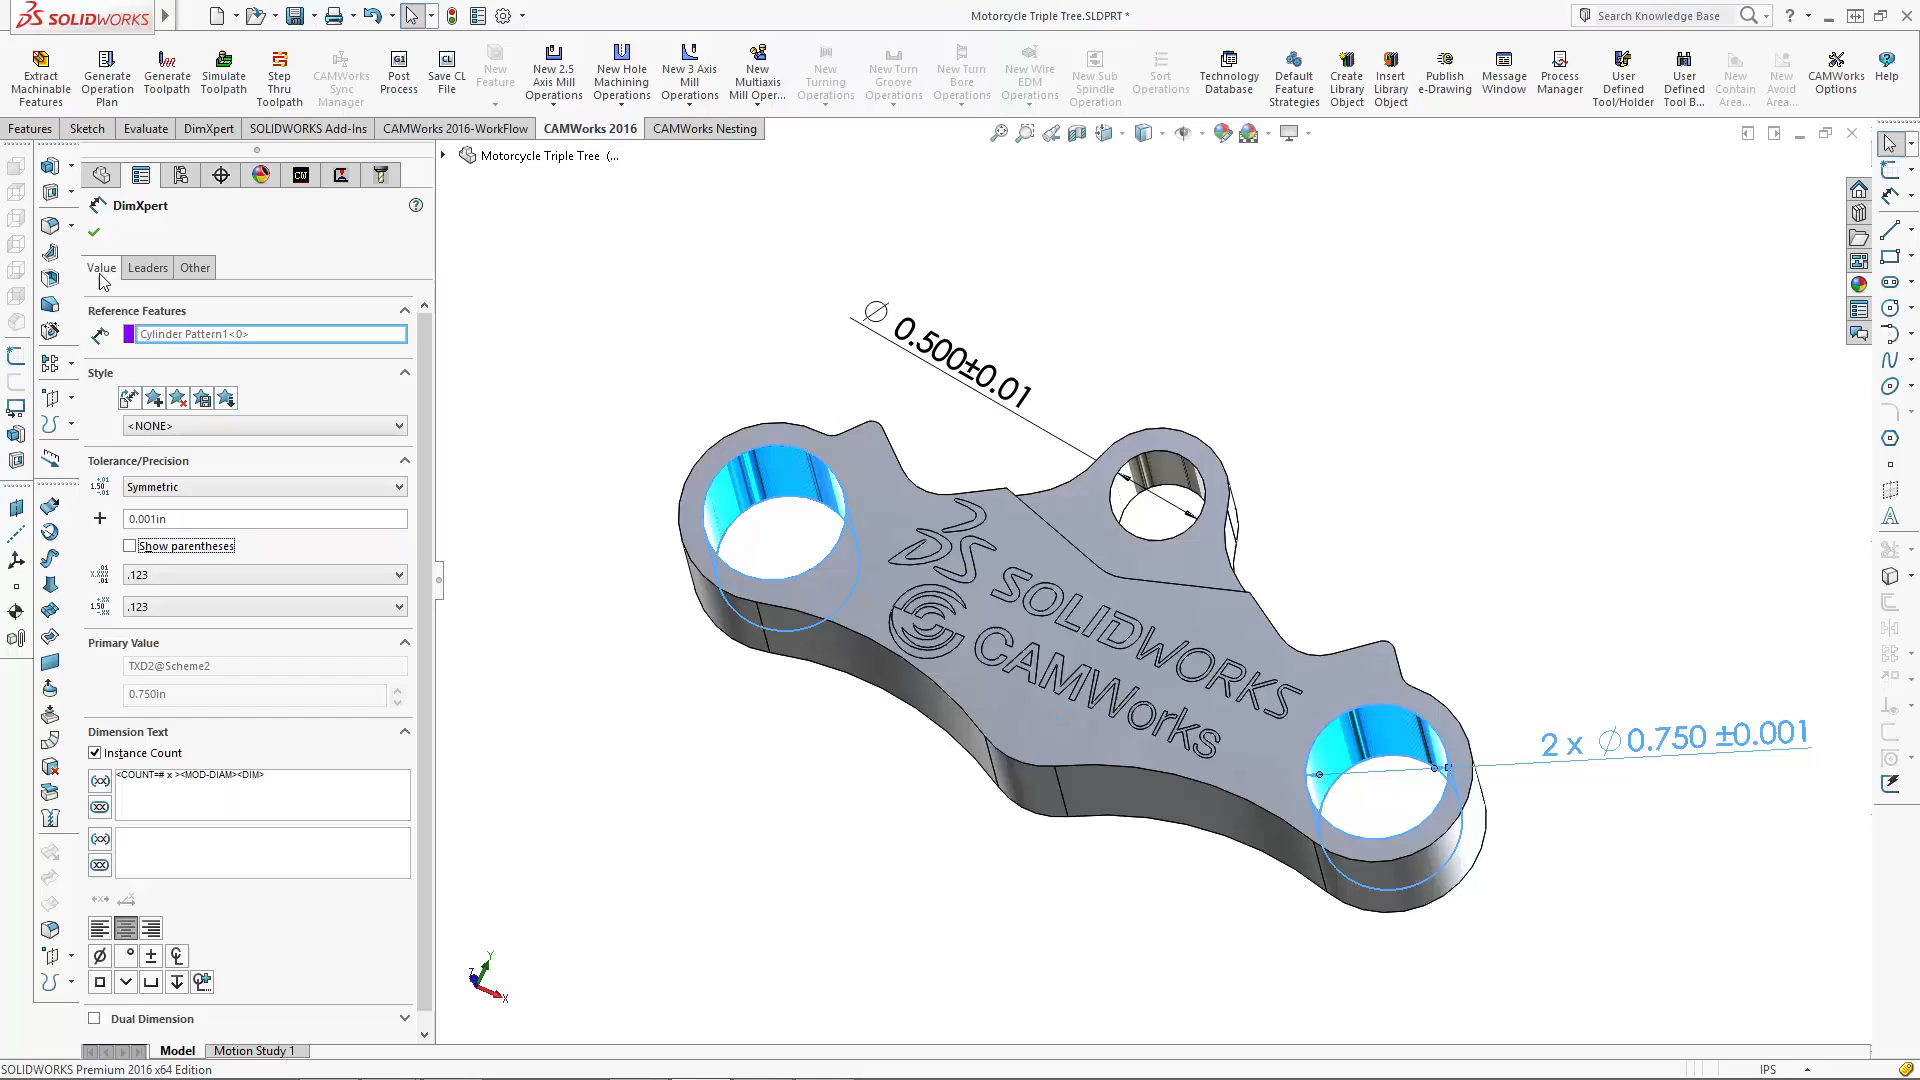 SOLIDWORKS
Motorcycle Triple Tree.SLDPRT *
Search Knowledge Base
Extract Machinable Features
Generate Operation Plan
Generate Toolpath
Simulate Toolpath
Step Thru Toolpath
CAMWorks Sync Manager
Post Process
Save CL File
New Feature
New 2.5 Axis Mill Operations
New Hole Machining Operations
New 3 Axis Mill Operations
New Multiaxis Mill Oper...
New Turning Operations
New Turn Groove Operations
New Turn Bore Operations
New Wire EDM Operations
New Sub Spindle Operation
Sort Operations
Technology Database
Default Feature Strategies
Create Library Object
Insert Library Object
Publish e-Drawing
Message Window
Process Manager
User Defined Tool/Holder
User Defined Tool B...
New Contain Area...
New Avoid Area...
CAMWorks Options
Help
Features
Sketch
Evaluate
DimXpert
SOLIDWORKS Add-Ins
CAMWorks 2016-WorkFlow
CAMWorks 2016
CAMWorks Nesting
Motorcycle Triple Tree (...
DimXpert
Value
Leaders
Other
Reference Features
Cylinder Pattern1<0>
Style
<NONE>
Tolerance/Precision
Symmetric
0.001in
Show parentheses
.123
.123
Primary Value
TXD2@Scheme2
0.750in
Dimension Text
Instance Count
<COUNT=# x ><MOD-DIAM><DIM>
Dual Dimension
∅ 0.500±0.01
SOLIDWORKS
CAMWorks
2 x ∅0.750 ±0.001
Y
Z
X
Model
Motion Study 1
SOLIDWORKS Premium 2016 x64 Edition
IPS